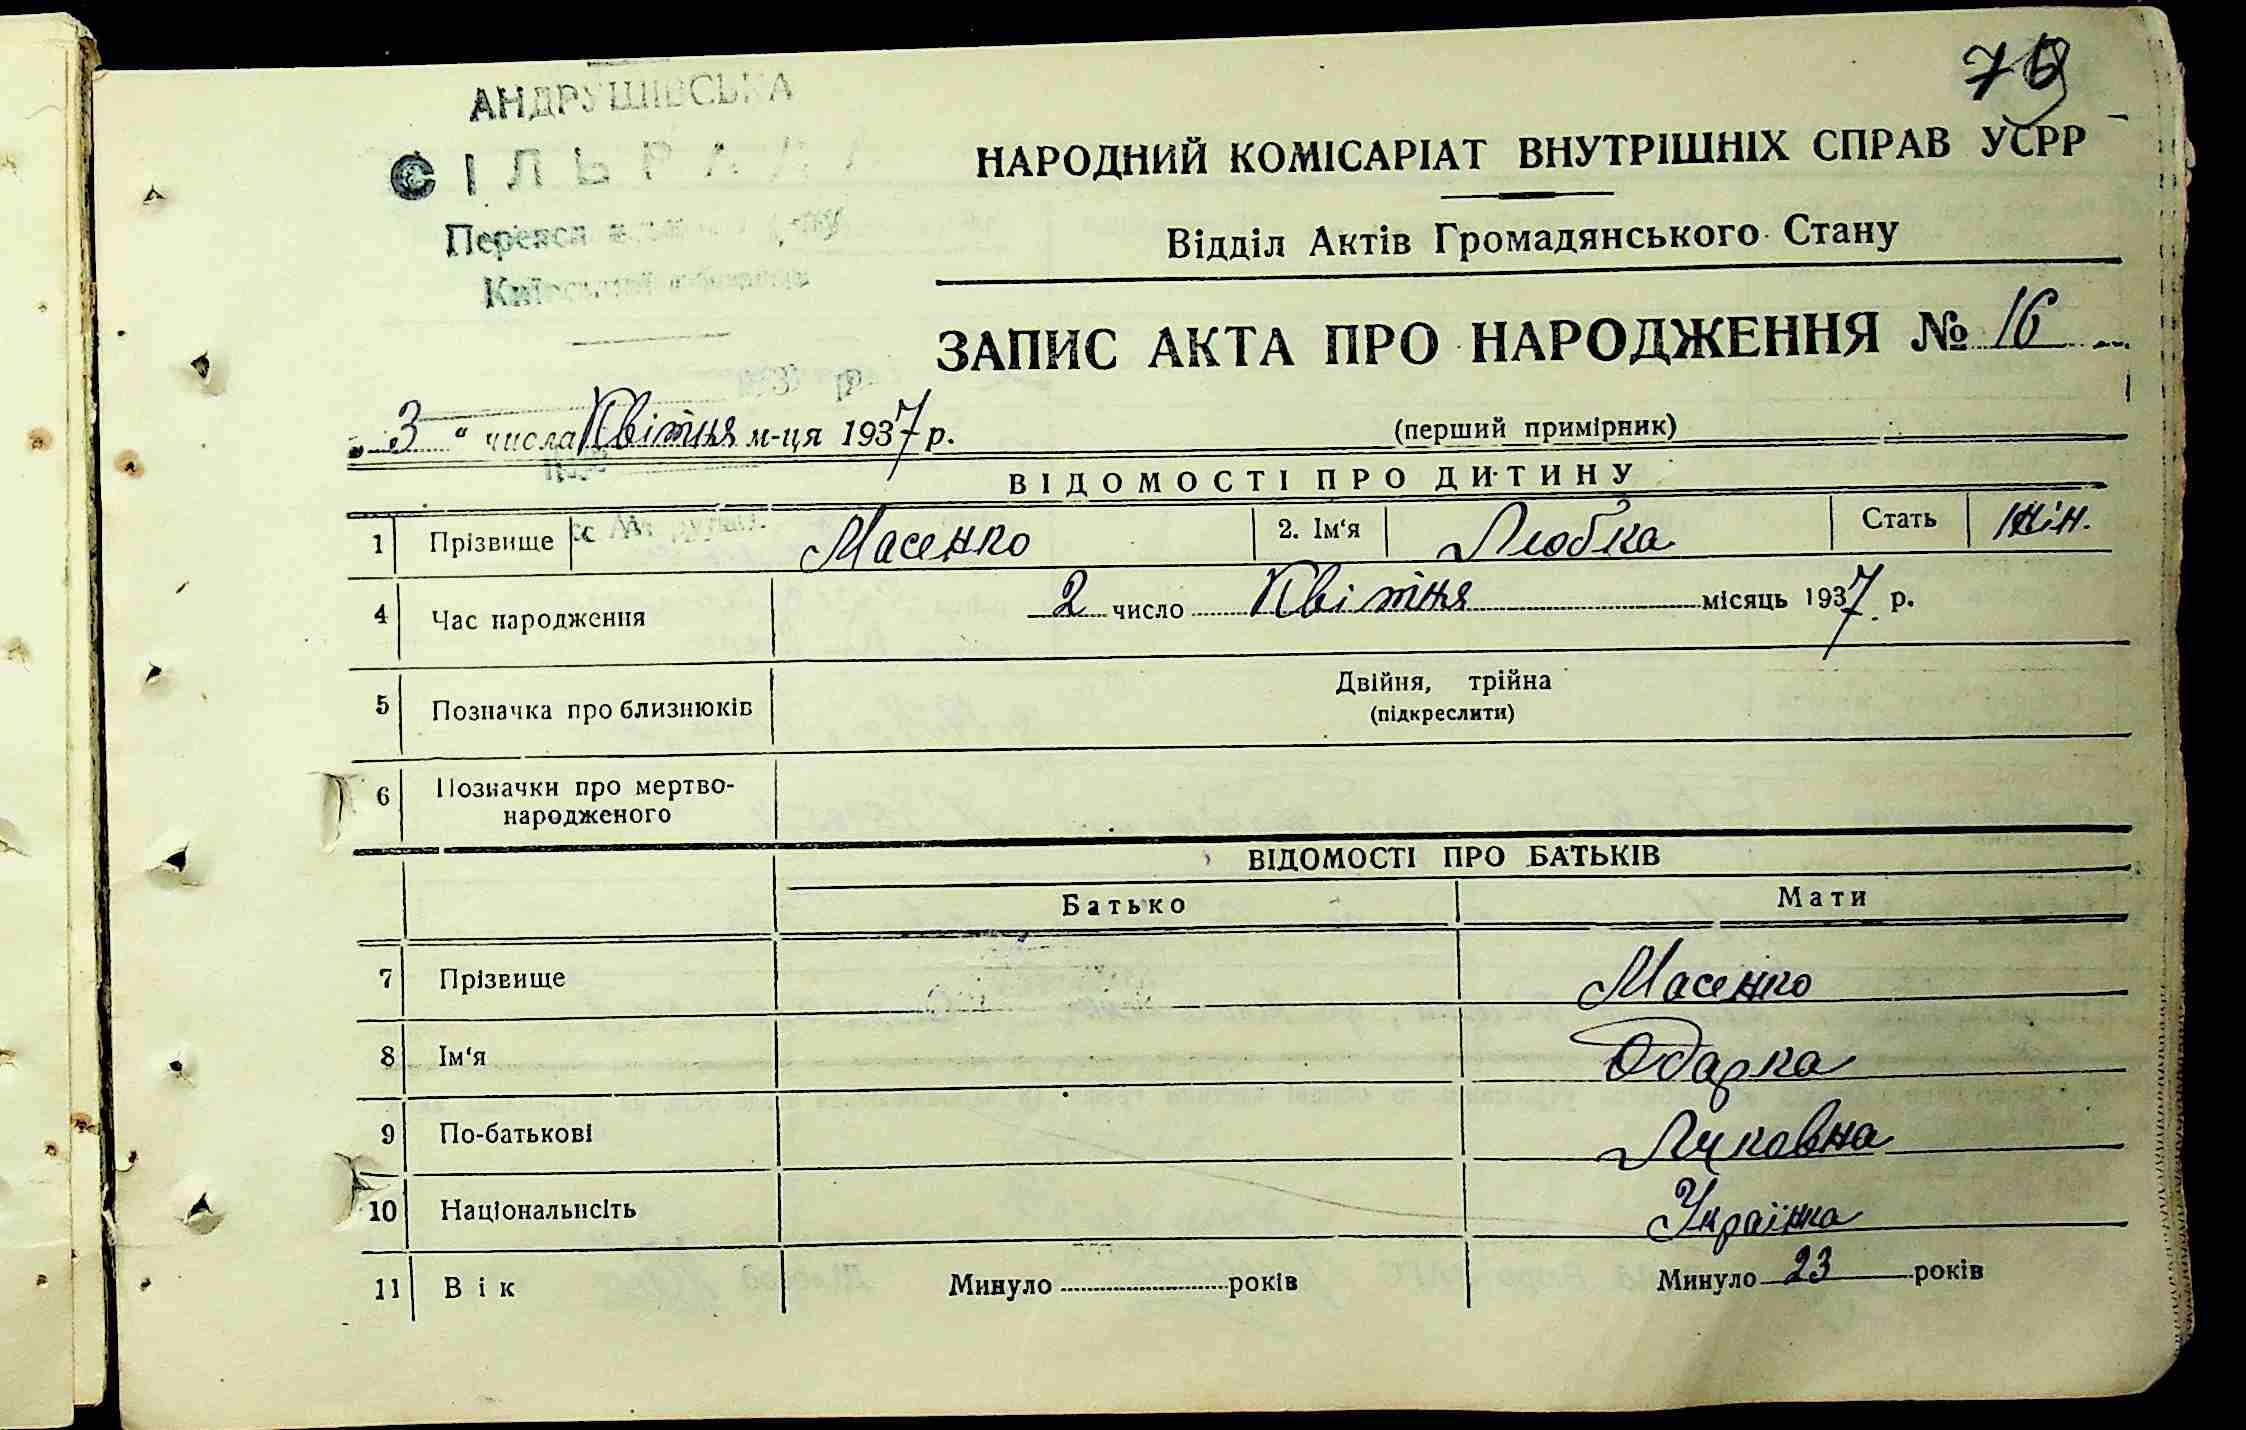 АНДРУШІВСЬКА
СІЛЬРАДА
НАРОДНИЙ КОМІСАРІАТ ВНУТРІШНІХ СПРАВ УСРР
Відділ Актів Громадянського Стану
ЗАПИС АКТА ПРО НАРОДЖЕННЯ № 16
„ 3 “ числа Квітня м-ця 1937 р.
(перший примірник)
ВІДОМОСТІ ПРО ДИТИНУ
1 Прізвище Масенко 2. Ім'я Любка Стать жін.
4 Час народження 2 число Квітня місяць 1937 р.
5 Позначка про близнюків Двійня, трійна
(підкреслити)
6 Позначки про мертво-
народженого
ВІДОМОСТІ ПРО БАТЬКІВ
Батько Мати
7 Прізвище Масенко
8 Ім'я Одарка
9 По-батькові Луковна
10 Національнсіть Українка
11 Вік Минуло років Минуло 23 років